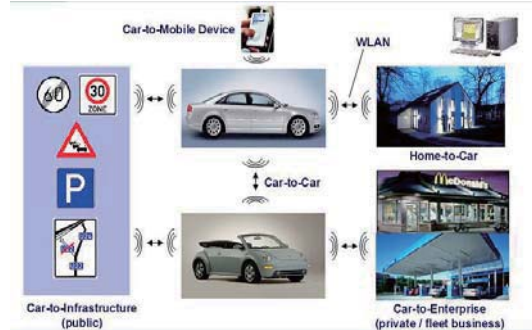 Car-to-Mobile Device
WLAN
60
30
ZONE
Home-to-Car
P
Car-to-Car
McDonald's
Car-to-Infrastructure
(public)
Car-to-Enterprise
(private / fleet business)